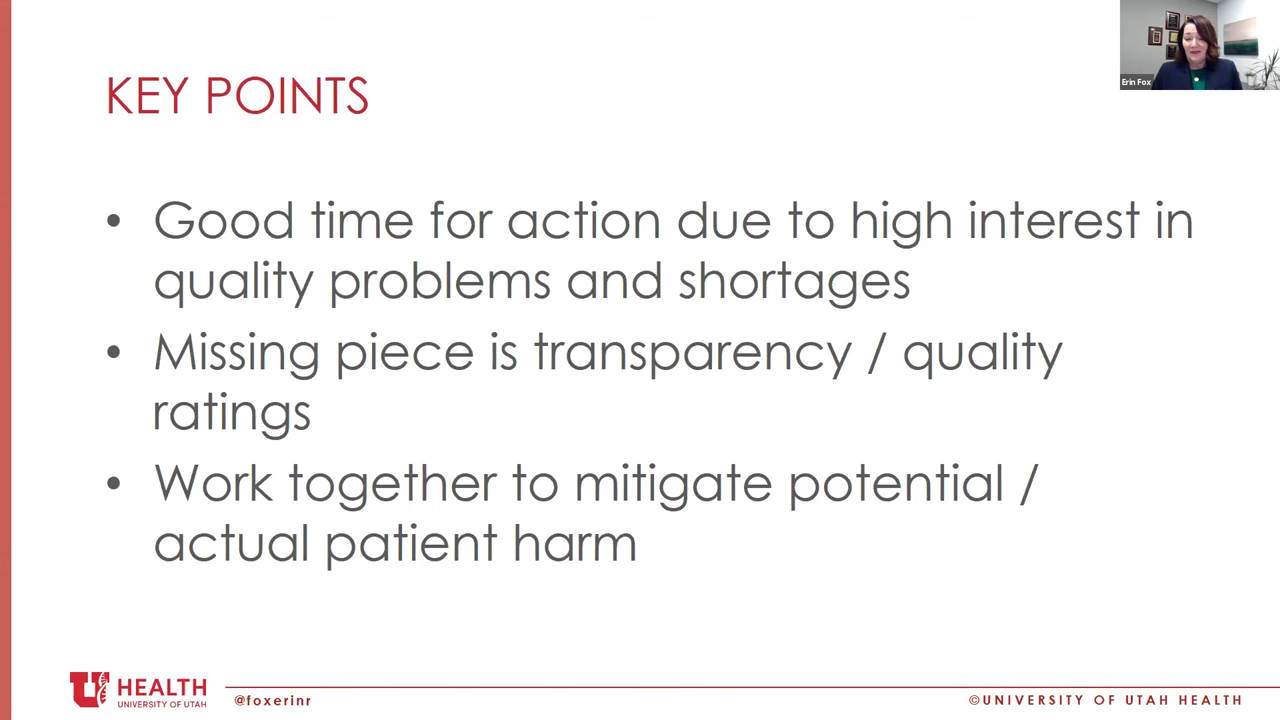 Erin Fox
KEY POINTS
• Good time for action due to high interest in
quality problems and shortages
• Missing piece is transparency / quality
ratings
• Work together to mitigate potential /
actual patient harm
U HEALTH
UNIVERSITY OF UTAH
@foxerinr
©UNIVERSITY OF UTAH HEALTH